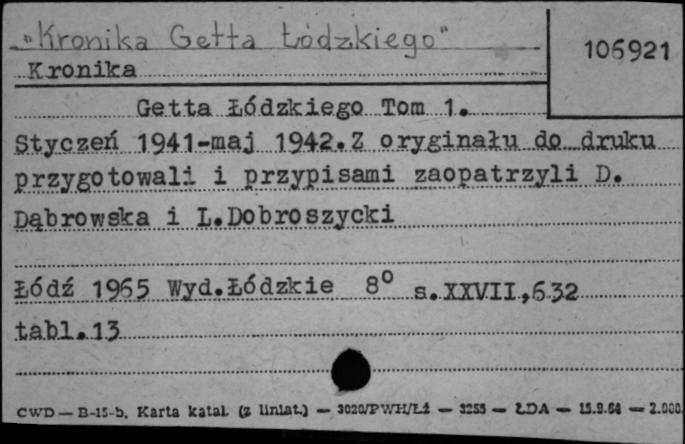 "Kronika Getta Łódzkiego"
106921
Kronika
Getta Łódzkiego Tom 1.
Styczeń 1941-maj 1942.Z oryginału do druku
przygotowali i przypisami zaopatrzyli D.
Dąbrowska i L.Dobroszycki
Łódź 1965 Wyd.Łódzkie 8° s.XXVII,632
tabl.13
CWD — B-15-b, Karta katal. (z liniat.) — 3020/PWH/Łź — 3255 — ŁDA — 15.9.64 — 2.000.